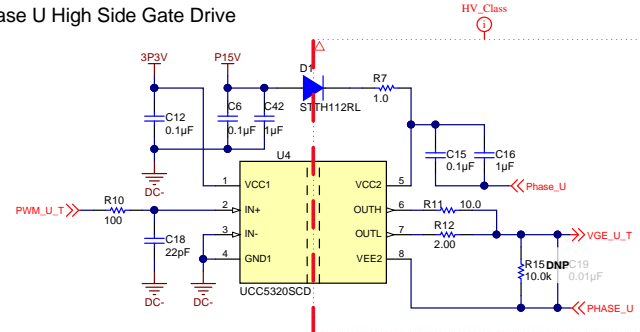 ase U High Side Gate Drive
HV_Class
i
3P3V
P15V
D1
STTH112RL
R7
1.0
C12
0.1µF
C6
0.1µF
C42
1µF
C15
0.1µF
C16
1µF
DC-
Phase_U
U4
1 VCC1
VCC2 5
PWM_U_T
R10
100
2 IN+
OUTH 6
R11 10.0
3 IN-
OUTL 7
R12
2.00
VGE_U_T
4 GND1
VEE2 8
C18
22pF
UCC5320SCD
R15
10.0k
DNP
C19
0.01µF
DC-
DC-
PHASE_U